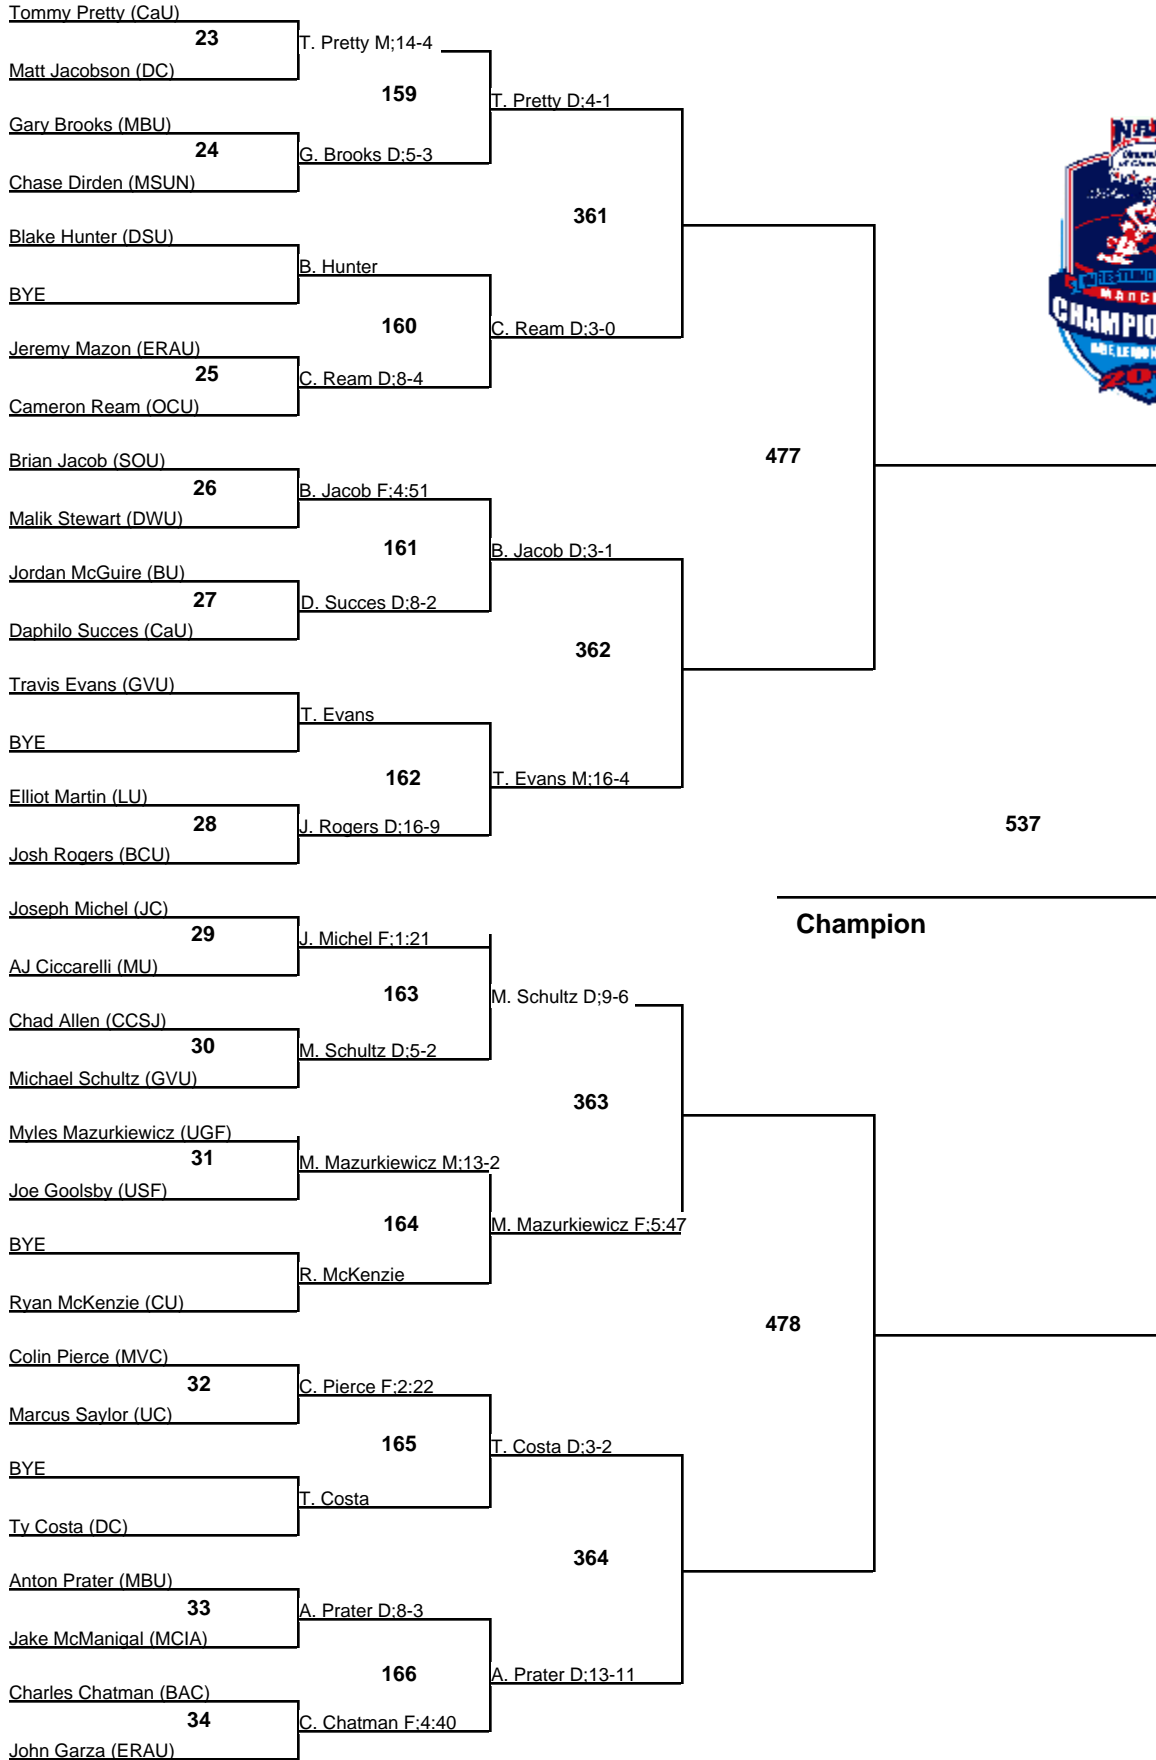 Tommy Pretty (CaU)
23
T. Pretty M;14-4
Matt Jacobson (DC)
159
T. Pretty D;4-1
Gary Brooks (MBU)
24
G. Brooks D;5-3
Chase Dirden (MSUN)
361
Blake Hunter (DSU)
B. Hunter
BYE
160
C. Ream D;3-0
Jeremy Mazon (ERAU)
25
C. Ream D;8-4
Cameron Ream (OCU)
477
Brian Jacob (SOU)
26
B. Jacob F;4:51
Malik Stewart (DWU)
161
B. Jacob D;3-1
Jordan McGuire (BU)
27
D. Succes D;8-2
Daphilo Succes (CaU)
362
Travis Evans (GVU)
T. Evans
BYE
162
T. Evans M;16-4
Elliot Martin (LU)
28
J. Rogers D;16-9
Josh Rogers (BCU)
537
Champion
Joseph Michel (JC)
29
J. Michel F;1:21
AJ Ciccarelli (MU)
163
M. Schultz D;9-6
Chad Allen (CCSJ)
30
M. Schultz D;5-2
Michael Schultz (GVU)
363
Myles Mazurkiewicz (UGF)
31
M. Mazurkiewicz M;13-2
Joe Goolsby (USF)
164
M. Mazurkiewicz F;5:47
BYE
R. McKenzie
Ryan McKenzie (CU)
478
Colin Pierce (MVC)
32
C. Pierce F;2:22
Marcus Saylor (UC)
165
T. Costa D;3-2
BYE
T. Costa
Ty Costa (DC)
364
Anton Prater (MBU)
33
A. Prater D;8-3
Jake McManigal (MCIA)
166
A. Prater D;13-11
Charles Chatman (BAC)
34
C. Chatman F;4:40
John Garza (ERAU)